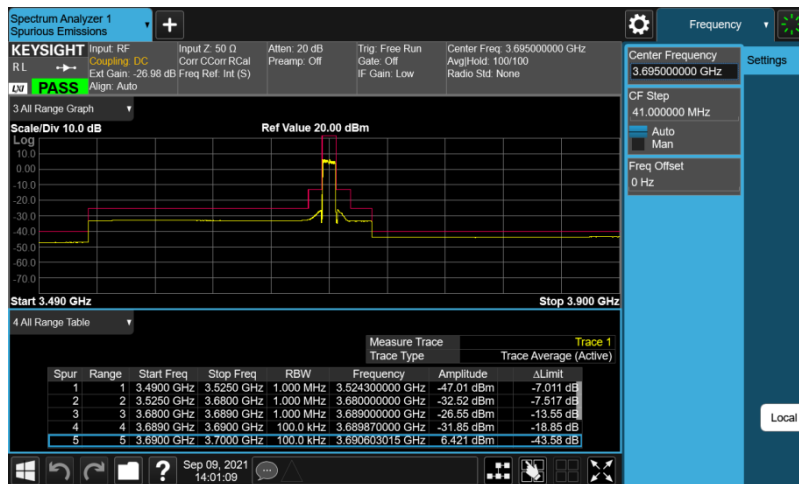 Spectrum Analyzer 1
Spurious Emissions
Frequency
KEYSIGHT
RL
LXI PASS
Input: RF
Coupling: DC
Ext Gain: -26.98 dB
Align: Auto
Input Z: 50 Ω
Corr CCorr RCal
Freq Ref: Int (S)
Atten: 20 dB
Preamp: Off
Trig: Free Run
Gate: Off
IF Gain: Low
Center Freq: 3.695000000 GHz
Avg|Hold: 100/100
Radio Std: None
Center Frequency
3.695000000 GHz
Settings
CF Step
41.000000 MHz
Auto
Man
Freq Offset
0 Hz
Local
3 All Range Graph
Scale/Div 10.0 dB Ref Value 20.00 dBm
Log
10.0
0.00
-10.0
-20.0
-30.0
-40.0
-50.0
-60.0
-70.0
Start 3.490 GHz Stop 3.900 GHz
4 All Range Table
Measure Trace Trace 1
Trace Type Trace Average (Active)
Spur Range Start Freq Stop Freq RBW Frequency Amplitude ΔLimit
1 1 3.4900 GHz 3.5250 GHz 1.000 MHz 3.524300000 GHz -47.01 dBm -7.011 dB
2 2 3.5250 GHz 3.6800 GHz 1.000 MHz 3.680000000 GHz -32.52 dBm -7.517 dB
3 3 3.6800 GHz 3.6890 GHz 1.000 MHz 3.689000000 GHz -26.55 dBm -13.55 dB
4 4 3.6890 GHz 3.6900 GHz 100.0 kHz 3.689870000 GHz -31.85 dBm -18.85 dB
5 5 3.6900 GHz 3.7000 GHz 100.0 kHz 3.690603015 GHz 6.421 dBm -43.58 dB
Sep 09, 2021
14:01:09